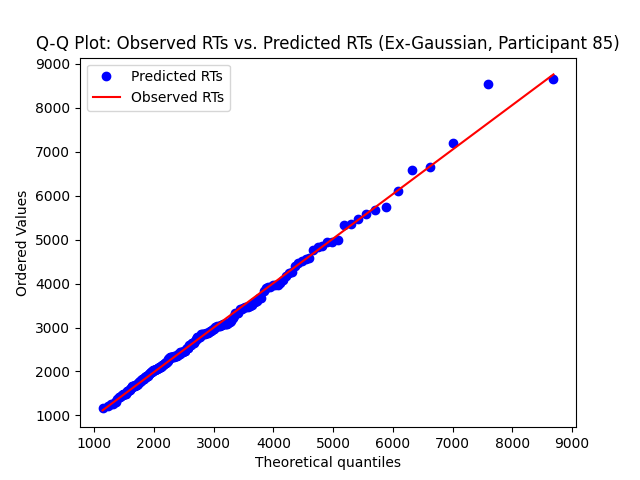 Q-Q Plot: Observed RTs vs. Predicted RTs (Ex-Gaussian, Participant 85)
Predicted RTs
Observed RTs
9000
8000
7000
6000
5000
4000
3000
2000
1000
Ordered Values
1000 2000 3000 4000 5000 6000 7000 8000 9000
Theoretical quantiles